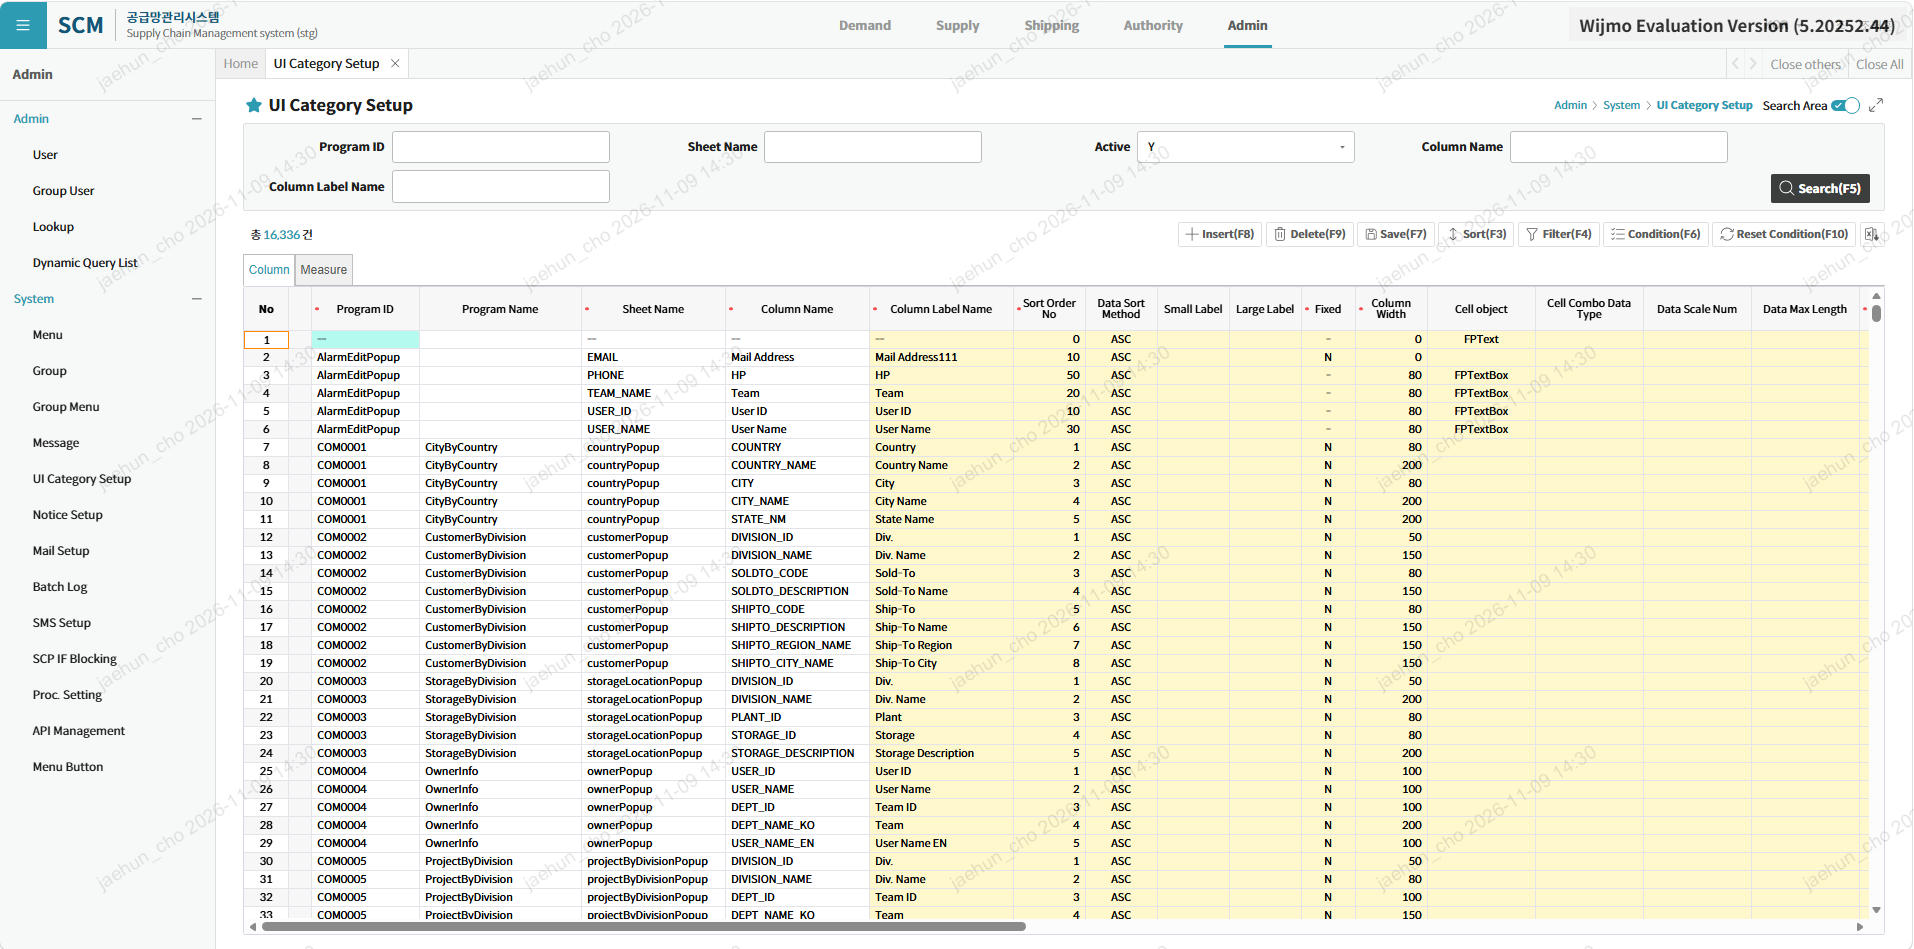 SCM
공급망관리시스템
Supply Chain Management system (stg)
Demand Supply Shipping Authority Admin
Wijmo Evaluation Version (5.20252.44)
Admin
Home UI Category Setup
Close others Close All
Admin
User
Group User
Lookup
Dynamic Query List
System
Menu
Group
Group Menu
Message
UI Category Setup
Notice Setup
Mail Setup
Batch Log
SMS Setup
SCP IF Blocking
Proc. Setting
API Management
Menu Button
UI Category Setup
Admin > System > UI Category Setup Search Area
Program ID Sheet Name Active Y Column Name
Column Label Name
Search(F5)
총 16,336 건
Insert(F8) Delete(F9) Save(F7) Sort(F3) Filter(F4) Condition(F6) Reset Condition(F10)
Column Measure
No * Program ID Program Name * Sheet Name * Column Name * Column Label Name * Sort Order No Data Sort Method Small Label Large Label * Fixed * Column Width Cell object Cell Combo Data Type Data Scale Num Data Max Length *
1 -- -- -- -- 0 ASC - 0 FPText
2 AlarmEditPopup EMAIL Mail Address Mail Address111 10 ASC N 0
3 AlarmEditPopup PHONE HP HP 50 ASC - 80 FPTextBox
4 AlarmEditPopup TEAM_NAME Team Team 20 ASC - 80 FPTextBox
5 AlarmEditPopup USER_ID User ID User ID 10 ASC - 80 FPTextBox
6 AlarmEditPopup USER_NAME User Name User Name 30 ASC - 80 FPTextBox
7 COM0001 CityByCountry countryPopup COUNTRY Country 1 ASC N 80
8 COM0001 CityByCountry countryPopup COUNTRY_NAME Country Name 2 ASC N 200
9 COM0001 CityByCountry countryPopup CITY City 3 ASC N 80
10 COM0001 CityByCountry countryPopup CITY_NAME City Name 4 ASC N 200
11 COM0001 CityByCountry countryPopup STATE_NM State Name 5 ASC N 200
12 COM0002 CustomerByDivision customerPopup DIVISION_ID Div. 1 ASC N 50
13 COM0002 CustomerByDivision customerPopup DIVISION_NAME Div. Name 2 ASC N 150
14 COM0002 CustomerByDivision customerPopup SOLDTO_CODE Sold-To 3 ASC N 80
15 COM0002 CustomerByDivision customerPopup SOLDTO_DESCRIPTION Sold-To Name 4 ASC N 150
16 COM0002 CustomerByDivision customerPopup SHIPTO_CODE Ship-To 5 ASC N 80
17 COM0002 CustomerByDivision customerPopup SHIPTO_DESCRIPTION Ship-To Name 6 ASC N 150
18 COM0002 CustomerByDivision customerPopup SHIPTO_REGION_NAME Ship-To Region 7 ASC N 150
19 COM0002 CustomerByDivision customerPopup SHIPTO_CITY_NAME Ship-To City 8 ASC N 150
20 COM0003 StorageByDivision storageLocationPopup DIVISION_ID Div. 1 ASC N 50
21 COM0003 StorageByDivision storageLocationPopup DIVISION_NAME Div. Name 2 ASC N 200
22 COM0003 StorageByDivision storageLocationPopup PLANT_ID Plant 3 ASC N 80
23 COM0003 StorageByDivision storageLocationPopup STORAGE_ID Storage 4 ASC N 80
24 COM0003 StorageByDivision storageLocationPopup STORAGE_DESCRIPTION Storage Description 5 ASC N 200
25 COM0004 OwnerInfo ownerPopup USER_ID User ID 1 ASC N 100
26 COM0004 OwnerInfo ownerPopup USER_NAME User Name 2 ASC N 100
27 COM0004 OwnerInfo ownerPopup DEPT_ID Team ID 3 ASC N 100
28 COM0004 OwnerInfo ownerPopup DEPT_NAME_KO Team 4 ASC N 200
29 COM0004 OwnerInfo ownerPopup USER_NAME_EN User Name EN 5 ASC N 100
30 COM0005 ProjectByDivision projectByDivisionPopup DIVISION_ID Div. 1 ASC N 50
31 COM0005 ProjectByDivision projectByDivisionPopup DIVISION_NAME Div. Name 2 ASC N 80
32 COM0005 ProjectByDivision projectByDivisionPopup DEPT_ID Team ID 3 ASC N 100
33 COM0005 ProjectByDivision projectByDivisionPopup DEPT_NAME_KO Team 4 ASC N 150
jaehun_cho 2026-11-09 14:30